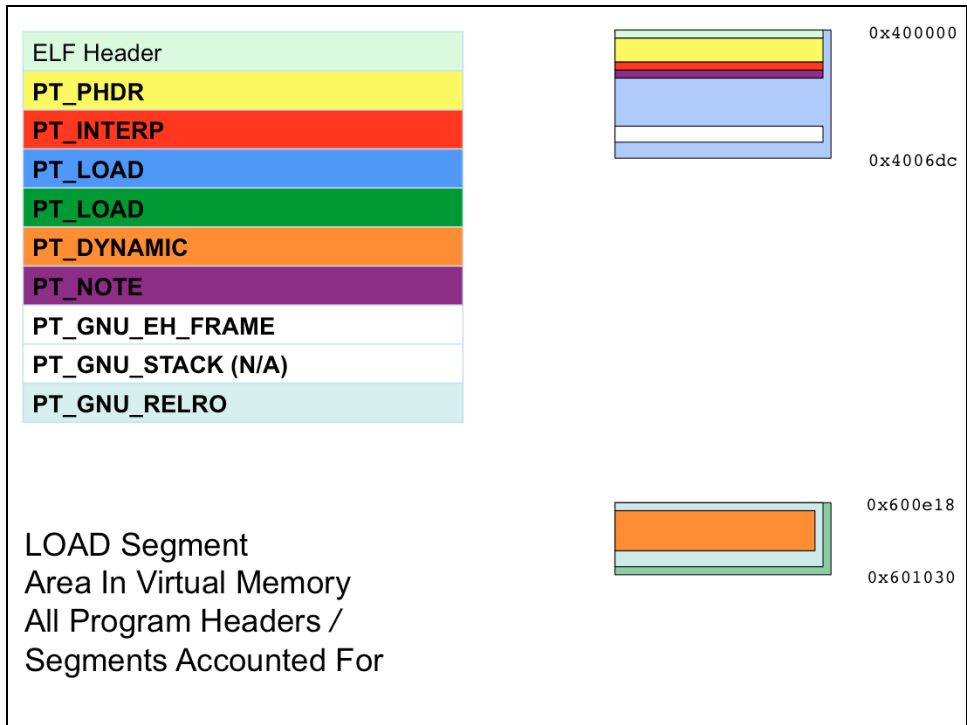 ELF Header
PT_PHDR
PT_INTERP
PT_LOAD
PT_LOAD
PT_DYNAMIC
PT_NOTE
PT_GNU_EH_FRAME
PT_GNU_STACK (N/A)
PT_GNU_RELRO
LOAD Segment
Area In Virtual Memory
All Program Headers /
Segments Accounted For
0x400000
0x4006dc
0x600e18
0x601030